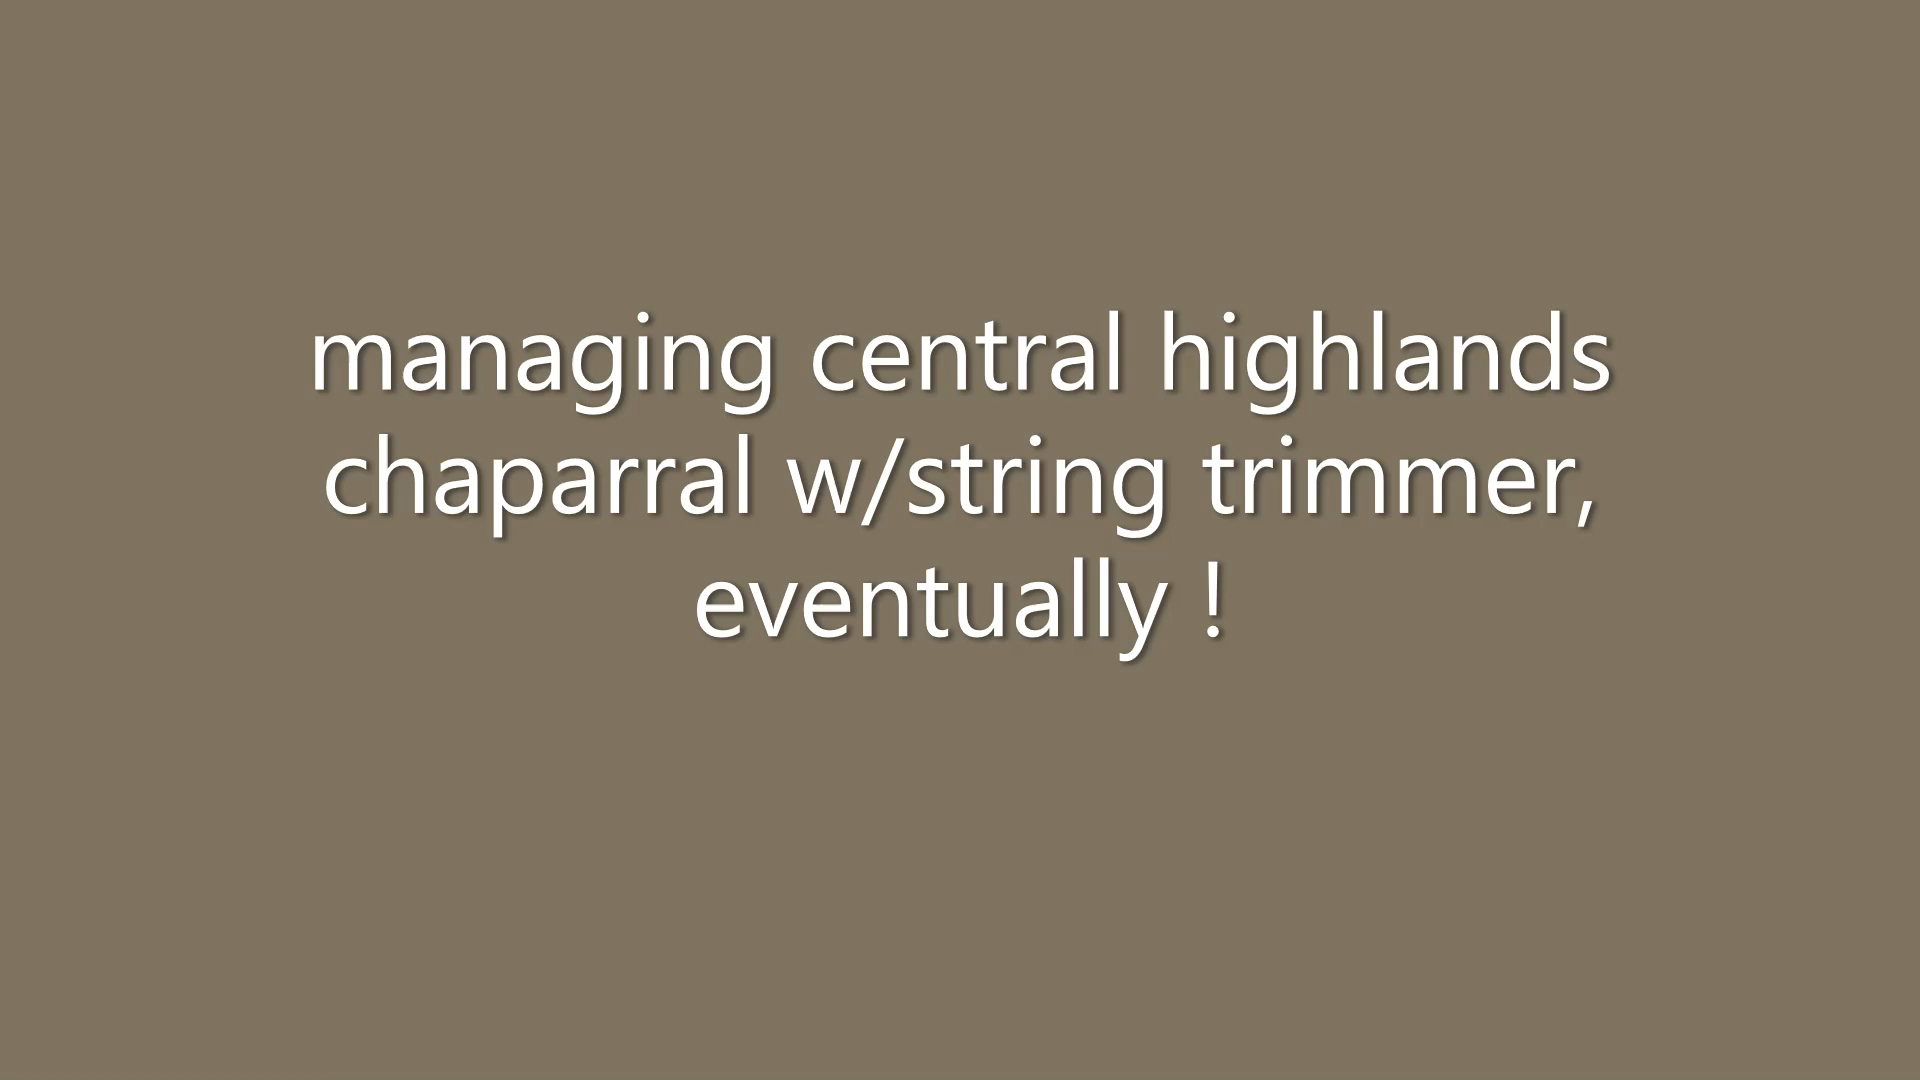 managing central highlands
chaparral w/string trimmer,
eventually !